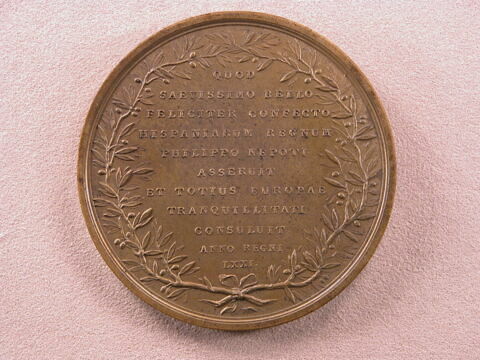 QUOD
SAEVISSIMO BELLO
FELICITER CONFECTO
HISPANIARUM REGNUM
PHILIPPO NEPOTI
ASSERUIT
ET TOTIUS EUROPAE
TRANQUILLITATI
CONSULUIT
ANNO REGNI
LXXI.